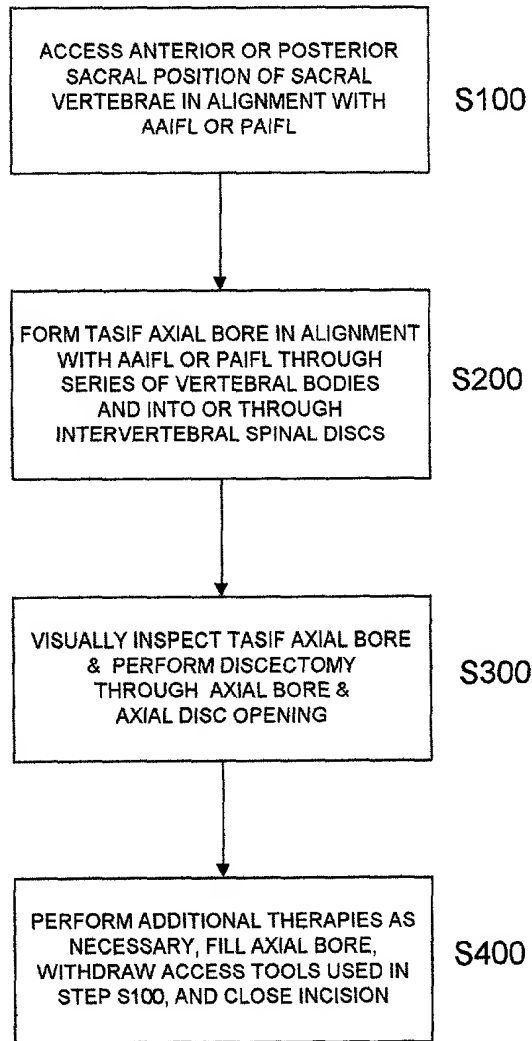 ACCESS ANTERIOR OR POSTERIOR
SACRAL POSITION OF SACRAL
VERTEBRAE IN ALIGNMENT WITH
AAIFL OR PAIFL
S100
FORM TASIF AXIAL BORE IN ALIGNMENT
WITH AAIFL OR PAIFL THROUGH
SERIES OF VERTEBRAL BODIES
AND INTO OR THROUGH
INTERVERTEBRAL SPINAL DISCS
S200
VISUALLY INSPECT TASIF AXIAL BORE
& PERFORM DISCECTOMY
THROUGH AXIAL BORE &
AXIAL DISC OPENING
S300
PERFORM ADDITIONAL THERAPIES AS
NECESSARY, FILL AXIAL BORE,
WITHDRAW ACCESS TOOLS USED IN
STEP S100, AND CLOSE INCISION
S400